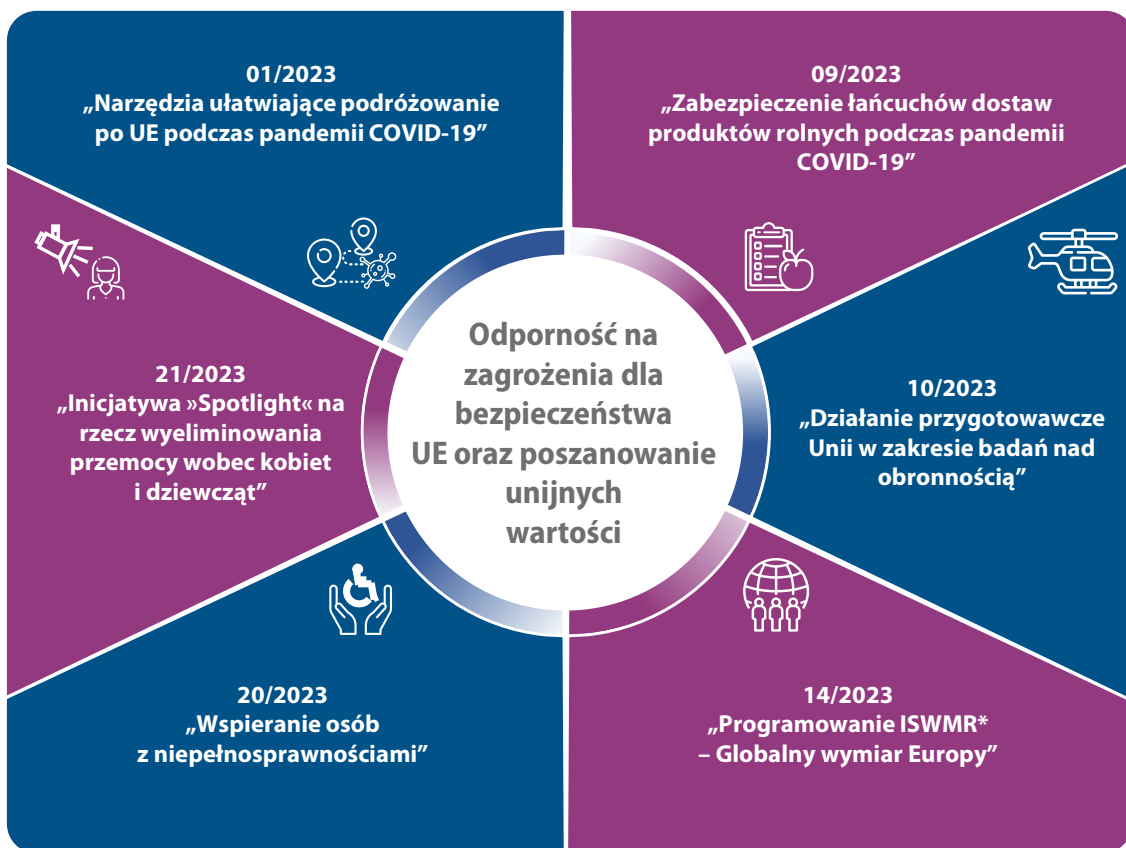 01/2023
„Narzędzia ułatwiające podróżowanie
po UE podczas pandemii COVID-19”
09/2023
„Zabezpieczenie łańcuchów dostaw
produktów rolnych podczas pandemii
COVID-19”
21/2023
„Inicjatywa »Spotlight« na
rzecz wyeliminowania
przemocy wobec kobiet
i dziewcząt”
Odporność na
zagrożenia dla
bezpieczeństwa
UE oraz poszanowanie
unijnych
wartości
10/2023
„Działanie przygotowawcze
Unii w zakresie badań nad
obronnością”
20/2023
„Wspieranie osób
z niepełnosprawnościami”
14/2023
„Programowanie ISWMR*
– Globalny wymiar Europy”